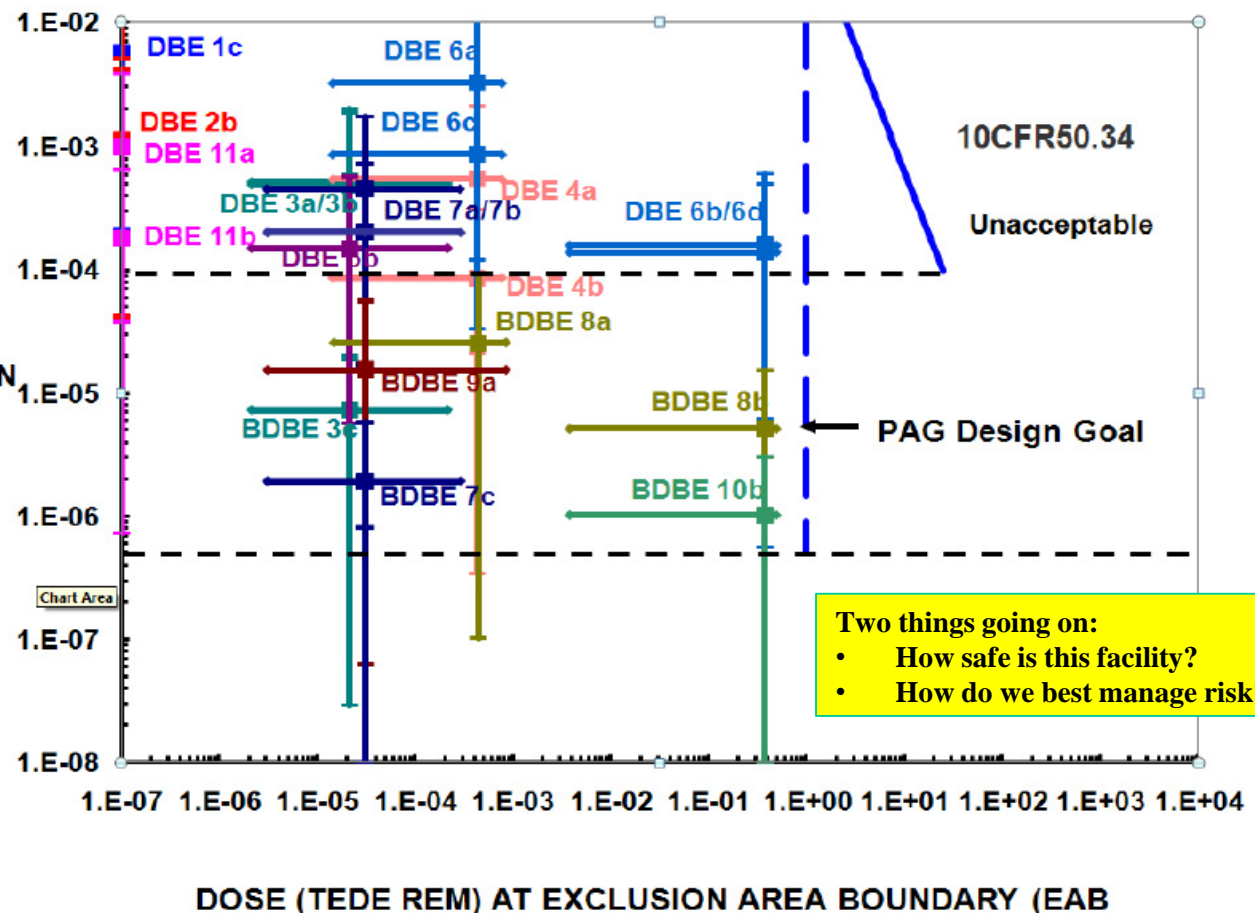 1.E-02
DBE 1c
DBE 6a
DBE 2b
DBE 6c
1.E-03
10CFR50.34
DBE 11a
DBE 4a
DBE 3a/3b
DBE 7a/7b
DBE 6b/6d
Unacceptable
DBE 11b
DBE
1.E-04
DBE 4b
BDBE 8a
N
1.E-05
BDBE 9a
BDBE 8b
BDBE 3c
PAG Design Goal
BDBE 7c
BDBE 10b
1.E-06
Chart Area
1.E-07
Two things going on:
• How safe is this facility?
• How do we best manage risk
1.E-08
1.E-07 1.E-06 1.E-05 1.E-04 1.E-03 1.E-02 1.E-01 1.E+00 1.E+01 1.E+02 1.E+03 1.E+04
DOSE (TEDE REM) AT EXCLUSION AREA BOUNDARY (EAB